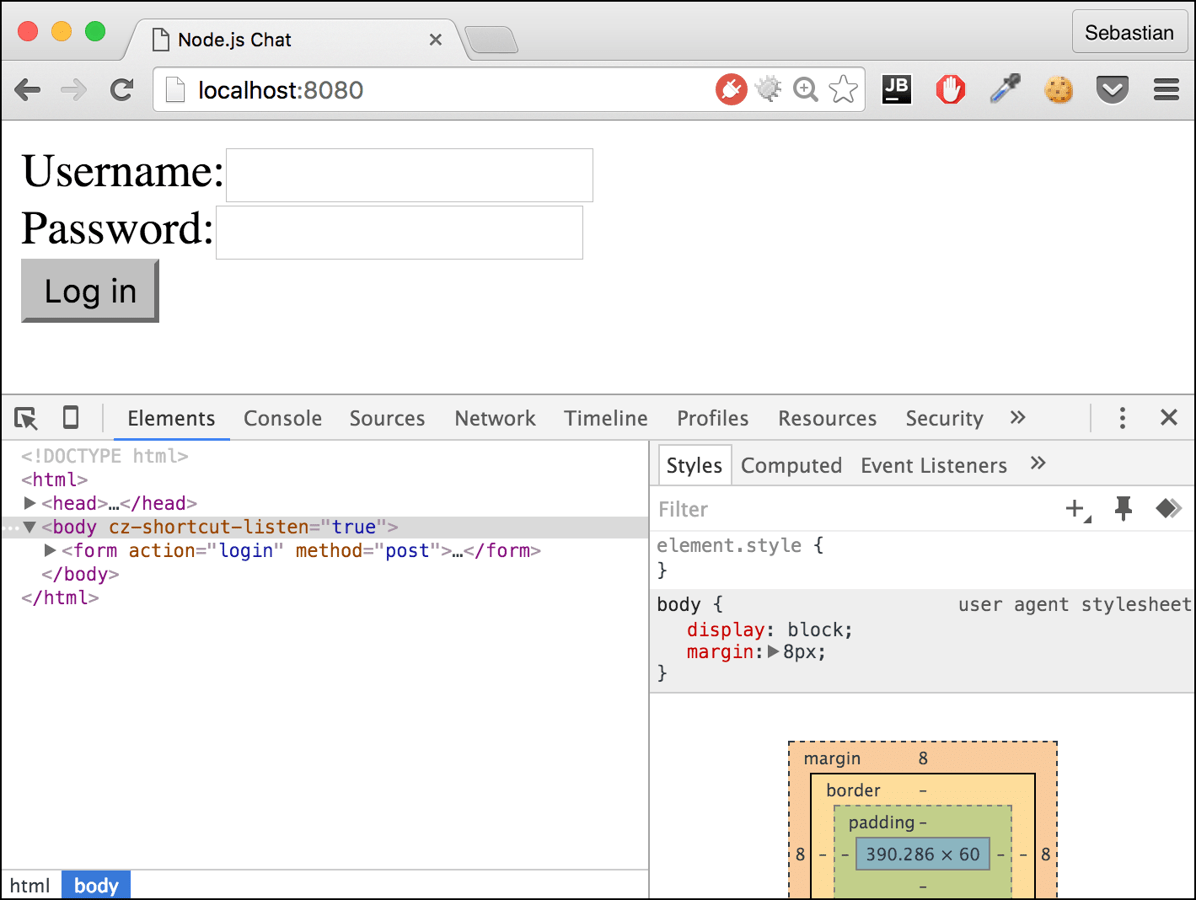 Node.js Chat
Sebastian
localhost:8080
JB
Username:
Password:
Log in
Elements Console Sources Network Timeline Profiles Resources Security »
<!DOCTYPE html>
<html>
<head>…</head>
<body cz-shortcut-listen="true">
<form action="login" method="post">…</form>
</body>
</html>
html body
Styles Computed Event Listeners »
Filter
element.style {
}
body { user agent stylesheet
display: block;
margin: 8px;
}
margin 8
border –
padding –
8 – – 390.286 × 60 – – 8
–